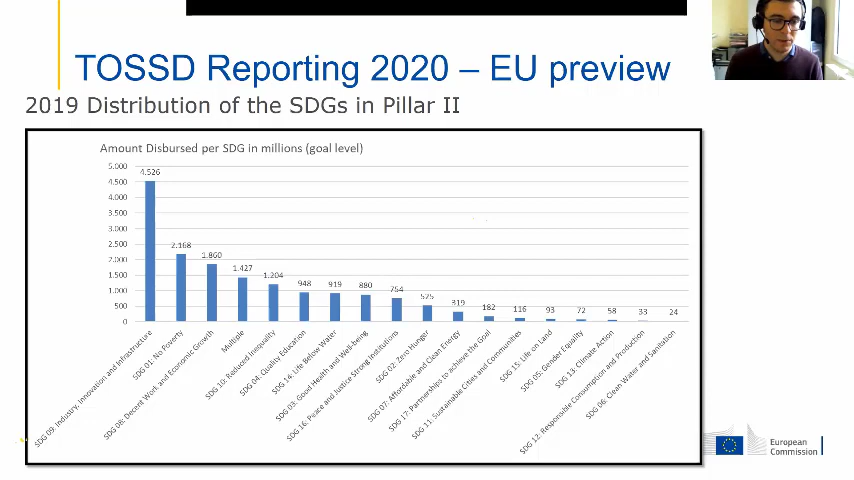 TOSSD Reporting 2020 – EU preview
2019 Distribution of the SDGs in Pillar II
Amount Disbursed per SDG in millions (goal level)
5.000
4.500
4.000
3.500
3.000
2.500
2.000
1.500
1.000
500
0
4.526
2.168
1.860
1.427
1.204
948
919
880
754
525
319
182
116
93
72
58
33
24
SDG 09: Industry, Innovation and Infrastructure
SDG 01: No Poverty
SDG 08: Decent Work and Economic Growth
Multiple
SDG 10: Reduced Inequality
SDG 04: Quality Education
SDG 14: Life Below Water
SDG 03: Good Health and Well-being
SDG 16: Peace and Justice Strong Institutions
SDG 02: Zero Hunger
SDG 07: Affordable and Clean Energy
SDG 17: Partnerships to achieve the Goal
SDG 11: Sustainable Cities and Communities
SDG 15: Life on Land
SDG 05: Gender Equality
SDG 13: Climate Action
SDG 12: Responsible Consumption and Production
SDG 06: Clean Water and Sanitation
European
Commission